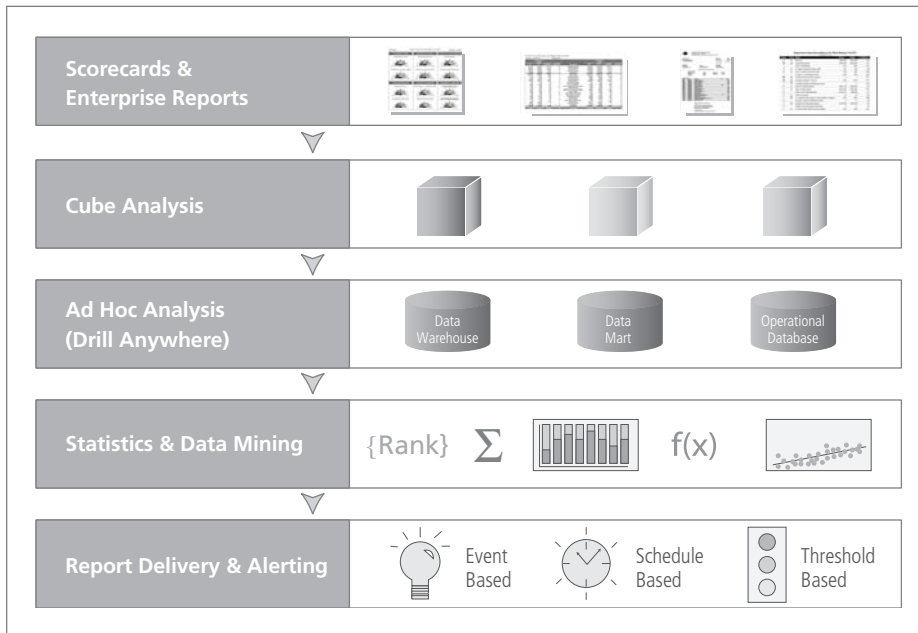 Scorecards &
Enterprise Reports
Cube Analysis
Ad Hoc Analysis
(Drill Anywhere)
Data
Warehouse
Data
Mart
Operational
Database
Statistics & Data Mining
{Rank}
Σ
f(x)
Report Delivery & Alerting
Event
Based
Schedule
Based
Threshold
Based